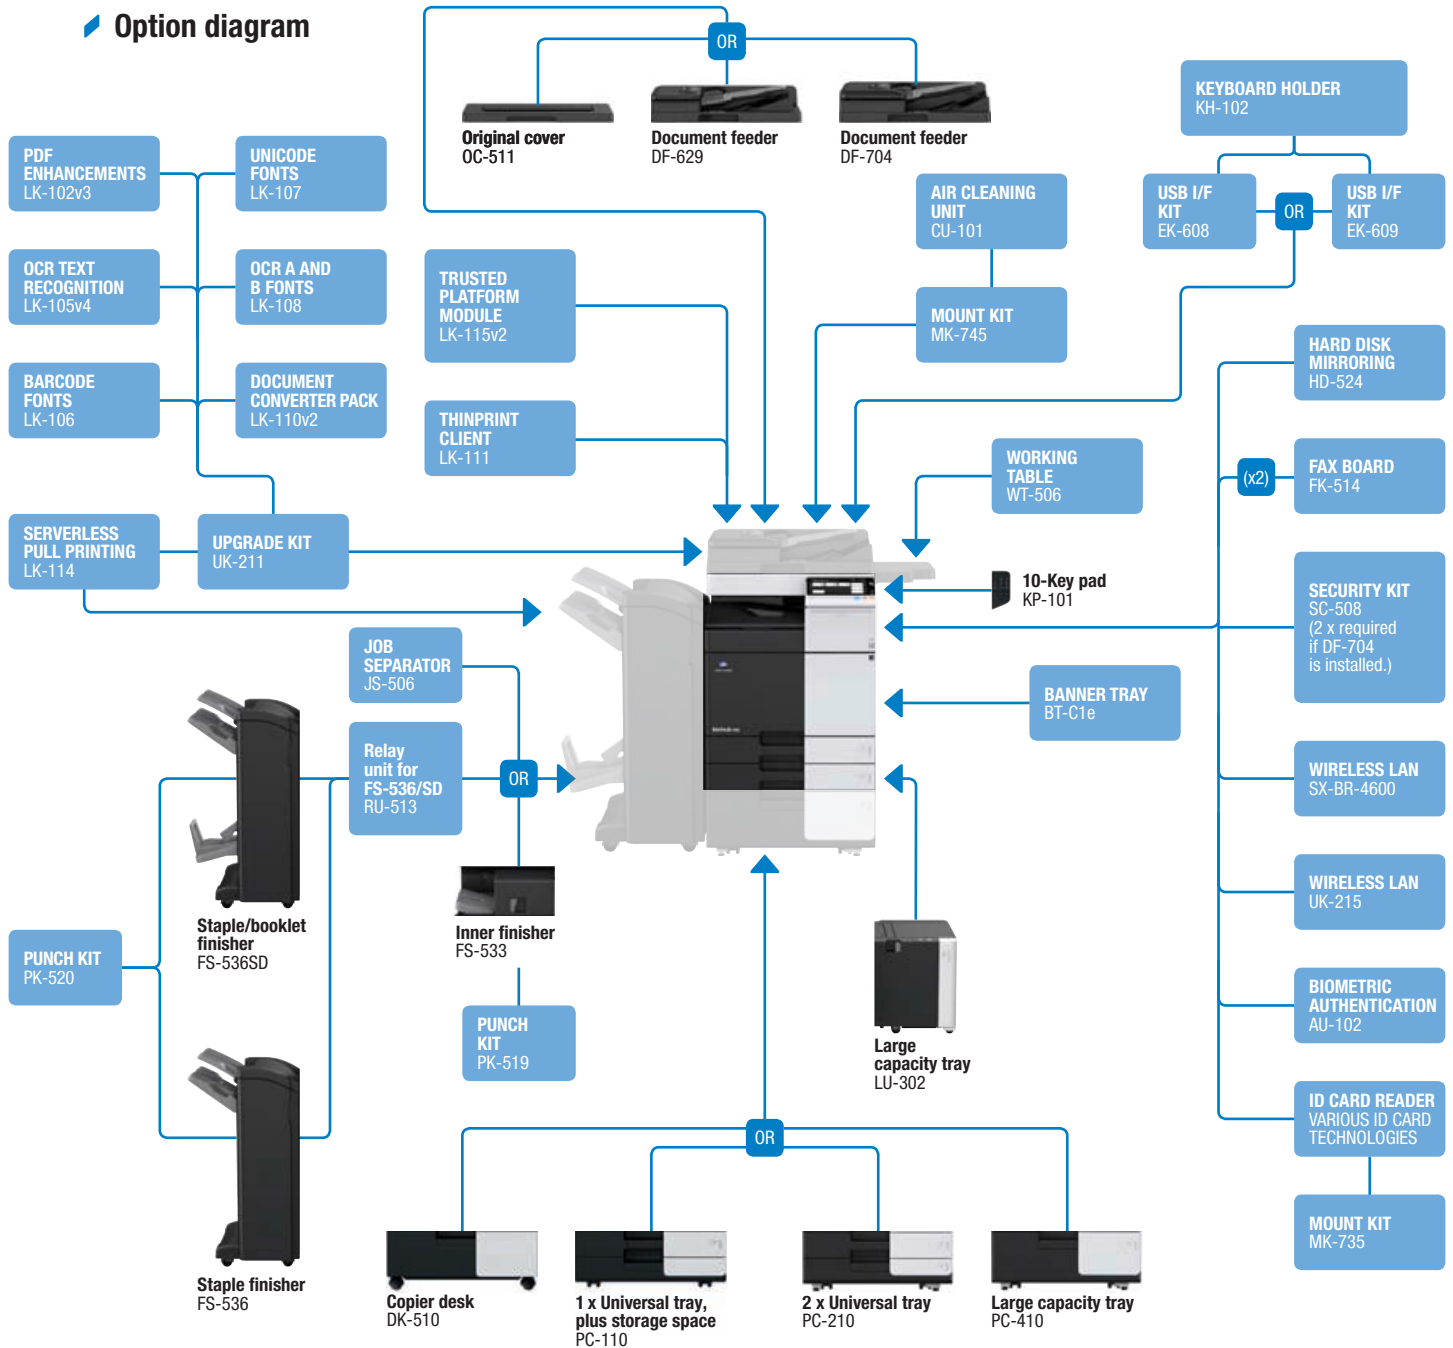 Option diagram
OR
Original cover
OC-511
Document feeder
DF-629
Document feeder
DF-704
KEYBOARD HOLDER
KH-102
PDF
ENHANCEMENTS
LK-102v3
UNICODE
FONTS
LK-107
AIR CLEANING
UNIT
CU-101
USB I/F
KIT
EK-608
OR
USB I/F
KIT
EK-609
OCR TEXT
RECOGNITION
LK-105v4
OCR A AND
B FONTS
LK-108
TRUSTED
PLATFORM
MODULE
LK-115v2
MOUNT KIT
MK-745
HARD DISK
MIRRORING
HD-524
BARCODE
FONTS
LK-106
DOCUMENT
CONVERTER PACK
LK-110v2
THINPRINT
CLIENT
LK-111
WORKING
TABLE
WT-506
(x2)
FAX BOARD
FK-514
SERVERLESS
PULL PRINTING
LK-114
UPGRADE KIT
UK-211
10-Key pad
KP-101
SECURITY KIT
SC-508
(2 x required
if DF-704
is installed.)
JOB
SEPARATOR
JS-506
BANNER TRAY
BT-C1e
Relay
unit for
FS-536/SD
RU-513
OR
WIRELESS LAN
SX-BR-4600
WIRELESS LAN
UK-215
Staple/booklet
finisher
FS-536SD
Inner finisher
FS-533
PUNCH KIT
PK-520
PUNCH
KIT
PK-519
Large
capacity tray
LU-302
BIOMETRIC
AUTHENTICATION
AU-102
ID CARD READER
VARIOUS ID CARD
TECHNOLOGIES
OR
MOUNT KIT
MK-735
Staple finisher
FS-536
Copier desk
DK-510
1 x Universal tray,
plus storage space
PC-110
2 x Universal tray
PC-210
Large capacity tray
PC-410